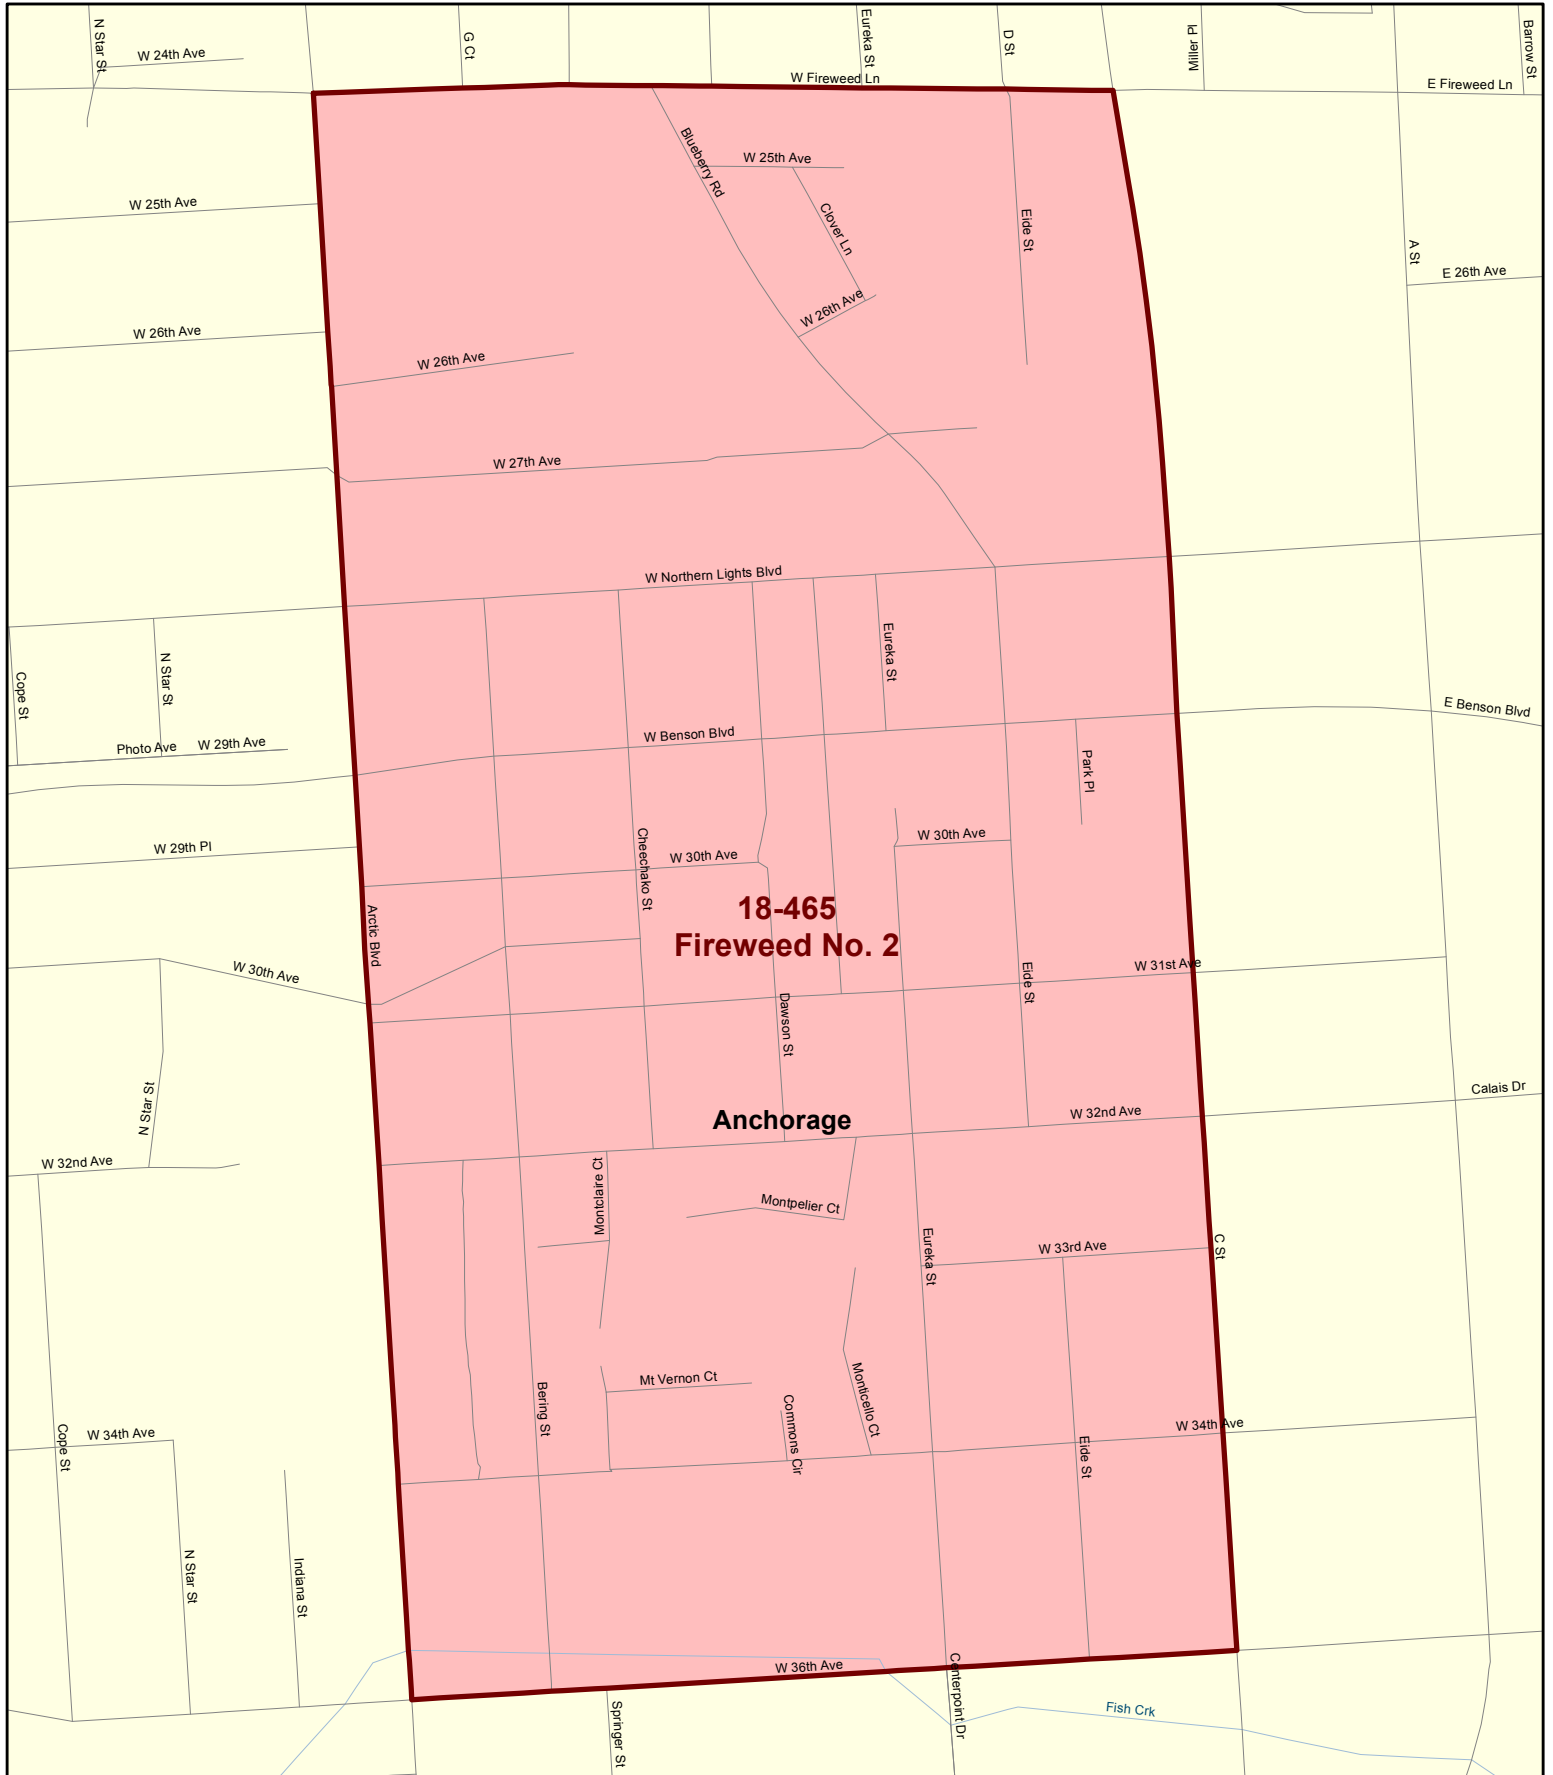 N Star St
W 24th Ave
G Ct
Eureka St
D St
Miller Pl
Barrow St
W Fireweed Ln
E Fireweed Ln
Blueberry Rd
W 25th Ave
W 25th Ave
Clover Ln
Eide St
A St
E 26th Ave
W 26th Ave
W 26th Ave
W 26th Ave
W 27th Ave
W Northern Lights Blvd
Cope St
N Star St
Eureka St
E Benson Blvd
Photo Ave
W 29th Ave
W Benson Blvd
Park Pl
W 29th Pl
Cheechako St
W 30th Ave
W 30th Ave
18-465
Fireweed No. 2
Arctic Blvd
W 30th Ave
Eide St
W 31st Ave
Dawson St
N Star St
Anchorage
W 32nd Ave
Calais Dr
W 32nd Ave
Montclaire Ct
Montpelier Ct
Eureka St
W 33rd Ave
C St
Mt Vernon Ct
Bering St
Commons Cir
Monticello Ct
W 34th Ave
Cope St
W 34th Ave
Eide St
N Star St
Indiana St
W 36th Ave
Centerpoint Dr
Springer St
Fish Crk